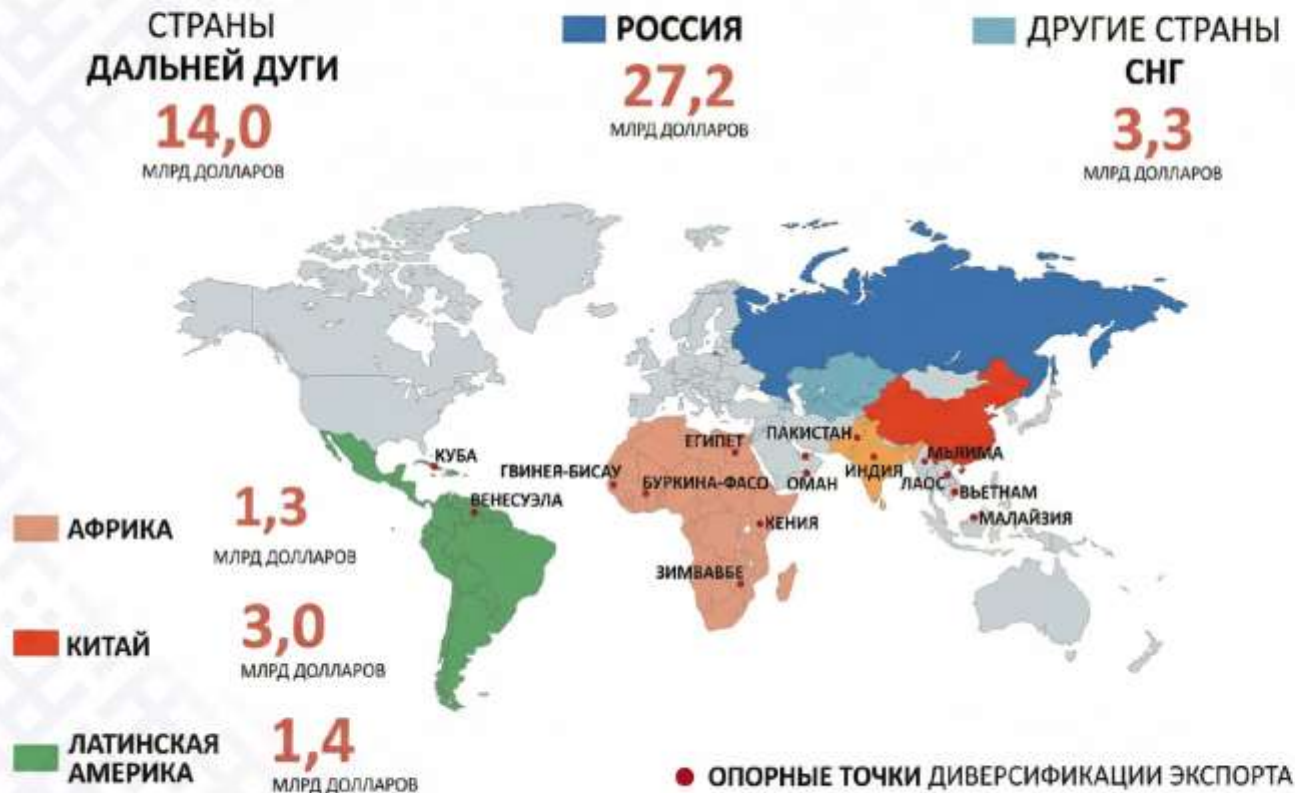 СТРАНЫ
ДАЛЬНЕЙ ДУГИ
14,0
МЛРД ДОЛЛАРОВ
РОССИЯ
27,2
МЛРД ДОЛЛАРОВ
ДРУГИЕ СТРАНЫ
СНГ
3,3
МЛРД ДОЛЛАРОВ
КУБА
ВЕНЕСУЭЛА
ГВИНЕЯ-БИСАУ
ЕГИПЕТ
БУРКИНА-ФАСО
ПАКИСТАН
ОМАН
ИНДИЯ
МЬЯНМА
ЛАОС
ВЬЕТНАМ
МАЛАЙЗИЯ
КЕНИЯ
ЗИМВАВБЕ
АФРИКА
1,3
МЛРД ДОЛЛАРОВ
КИТАЙ
3,0
МЛРД ДОЛЛАРОВ
ЛАТИНСКАЯ
АМЕРИКА
1,4
МЛРД ДОЛЛАРОВ
ОПОРНЫЕ ТОЧКИ ДИВЕРСИФИКАЦИИ ЭКСПОРТА